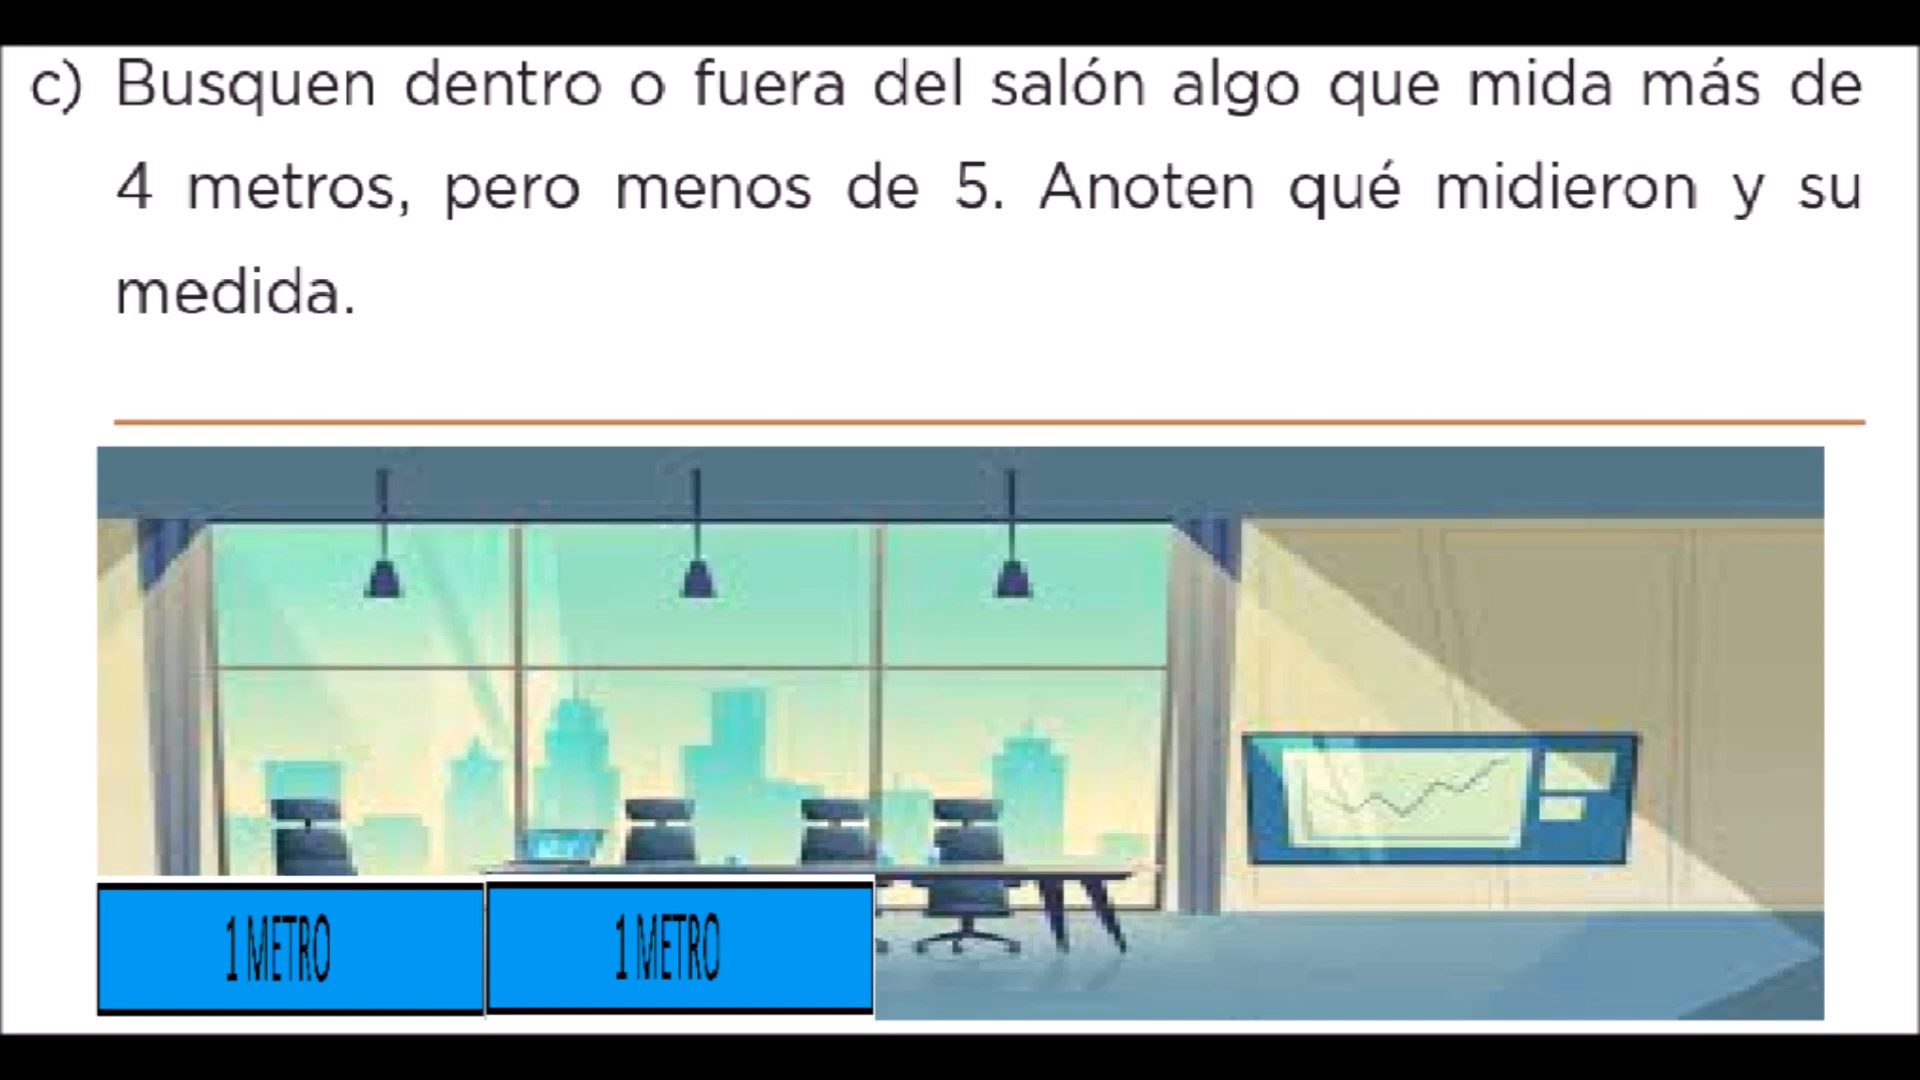 c) Busquen dentro o fuera del salón algo que mida más de
4 metros, pero menos de 5. Anoten qué midieron y su
medida.
1 METRO
1 METRO